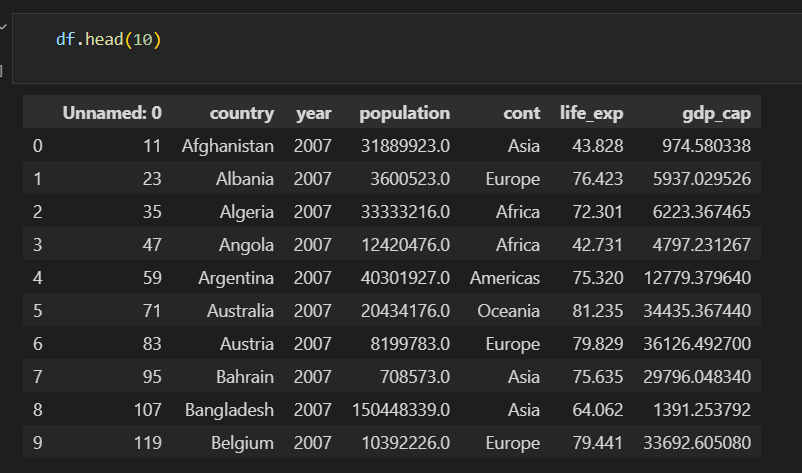 df.head(10)
Unnamed: 0 country year population cont life_exp gdp_cap
0 11 Afghanistan 2007 31889923.0 Asia 43.828 974.580338
1 23 Albania 2007 3600523.0 Europe 76.423 5937.029526
2 35 Algeria 2007 33333216.0 Africa 72.301 6223.367465
3 47 Angola 2007 12420476.0 Africa 42.731 4797.231267
4 59 Argentina 2007 40301927.0 Americas 75.320 12779.379640
5 71 Australia 2007 20434176.0 Oceania 81.235 34435.367440
6 83 Austria 2007 8199783.0 Europe 79.829 36126.492700
7 95 Bahrain 2007 708573.0 Asia 75.635 29796.048340
8 107 Bangladesh 2007 150448339.0 Asia 64.062 1391.253792
9 119 Belgium 2007 10392226.0 Europe 79.441 33692.605080